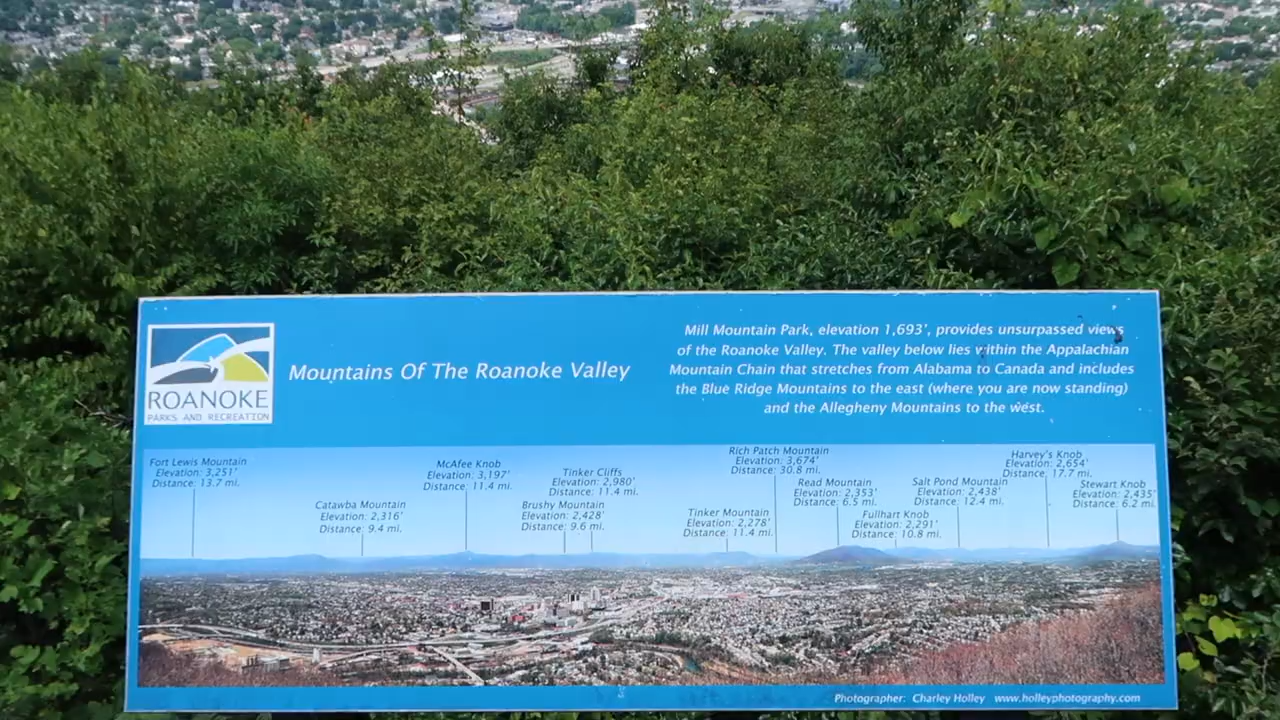 ROANOKE
PARKS AND RECREATION
Mountains Of The Roanoke Valley
Mill Mountain Park, elevation 1,693', provides unsurpassed views
of the Roanoke Valley. The valley below lies within the Appalachian
Mountain Chain that stretches from Alabama to Canada and includes
the Blue Ridge Mountains to the east (where you are now standing)
and the Allegheny Mountains to the west.
Fort Lewis Mountain
Elevation: 3,251'
Distance: 13.7 mi.
Catawba Mountain
Elevation: 2,316'
Distance: 9.4 mi.
McAfee Knob
Elevation: 3,197'
Distance: 11.4 mi.
Tinker Cliffs
Elevation: 2,980'
Distance: 11.4 mi.
Brushy Mountain
Elevation: 2,428'
Distance: 9.6 mi.
Rich Patch Mountain
Elevation: 3,674'
Distance: 30.8 mi.
Tinker Mountain
Elevation: 2,278'
Distance: 11.4 mi.
Read Mountain
Elevation: 2,353'
Distance: 6.5 mi.
Fullhart Knob
Elevation: 2,291'
Distance: 10.8 mi.
Salt Pond Mountain
Elevation: 2,438'
Distance: 12.4 mi.
Harvey's Knob
Elevation: 2,654'
Distance: 17.7 mi.
Stewart Knob
Elevation: 2,435'
Distance: 6.2 mi.
Photographer: Charley Holley www.holleyphotography.com